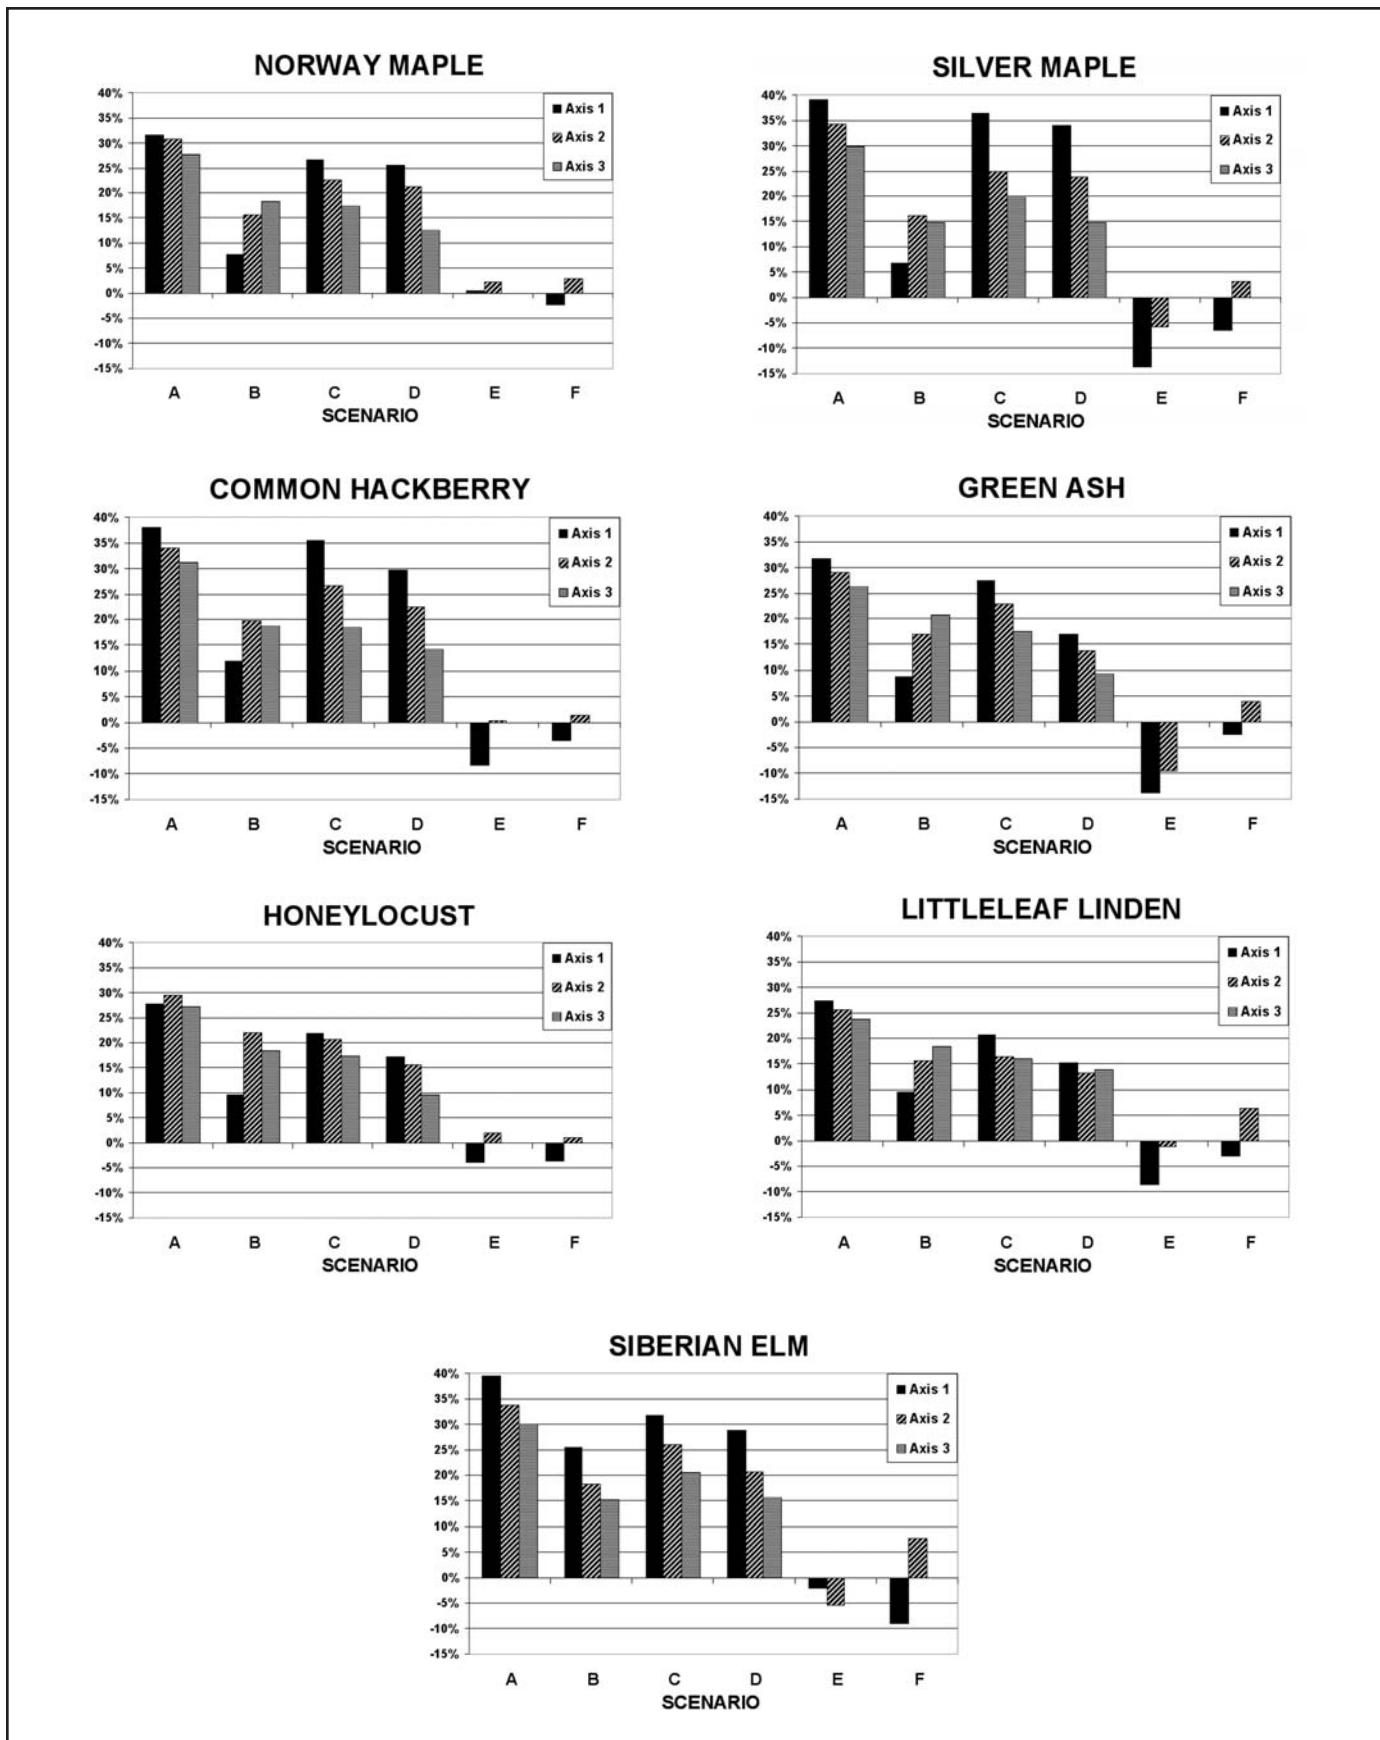 NORWAY MAPLE
40%
35%
30%
25%
20%
15%
10%
5%
0%
-5%
-10%
-15%
Axis 1
Axis 2
Axis 3
A B C D E F
SCENARIO
SILVER MAPLE
40%
35%
30%
25%
20%
15%
10%
5%
0%
-5%
-10%
-15%
Axis 1
Axis 2
Axis 3
A B C D E F
SCENARIO
COMMON HACKBERRY
40%
35%
30%
25%
20%
15%
10%
5%
0%
-5%
-10%
-15%
Axis 1
Axis 2
Axis 3
A B C D E F
SCENARIO
GREEN ASH
40%
35%
30%
25%
20%
15%
10%
5%
0%
-5%
-10%
-15%
Axis 1
Axis 2
Axis 3
A B C D E F
SCENARIO
HONEYLOCUST
40%
35%
30%
25%
20%
15%
10%
5%
0%
-5%
-10%
-15%
Axis 1
Axis 2
Axis 3
A B C D E F
SCENARIO
LITTLELEAF LINDEN
40%
35%
30%
25%
20%
15%
10%
5%
0%
-5%
-10%
-15%
Axis 1
Axis 2
Axis 3
A B C D E F
SCENARIO
SIBERIAN ELM
40%
35%
30%
25%
20%
15%
10%
5%
0%
-5%
-10%
-15%
Axis 1
Axis 2
Axis 3
A B C D E F
SCENARIO